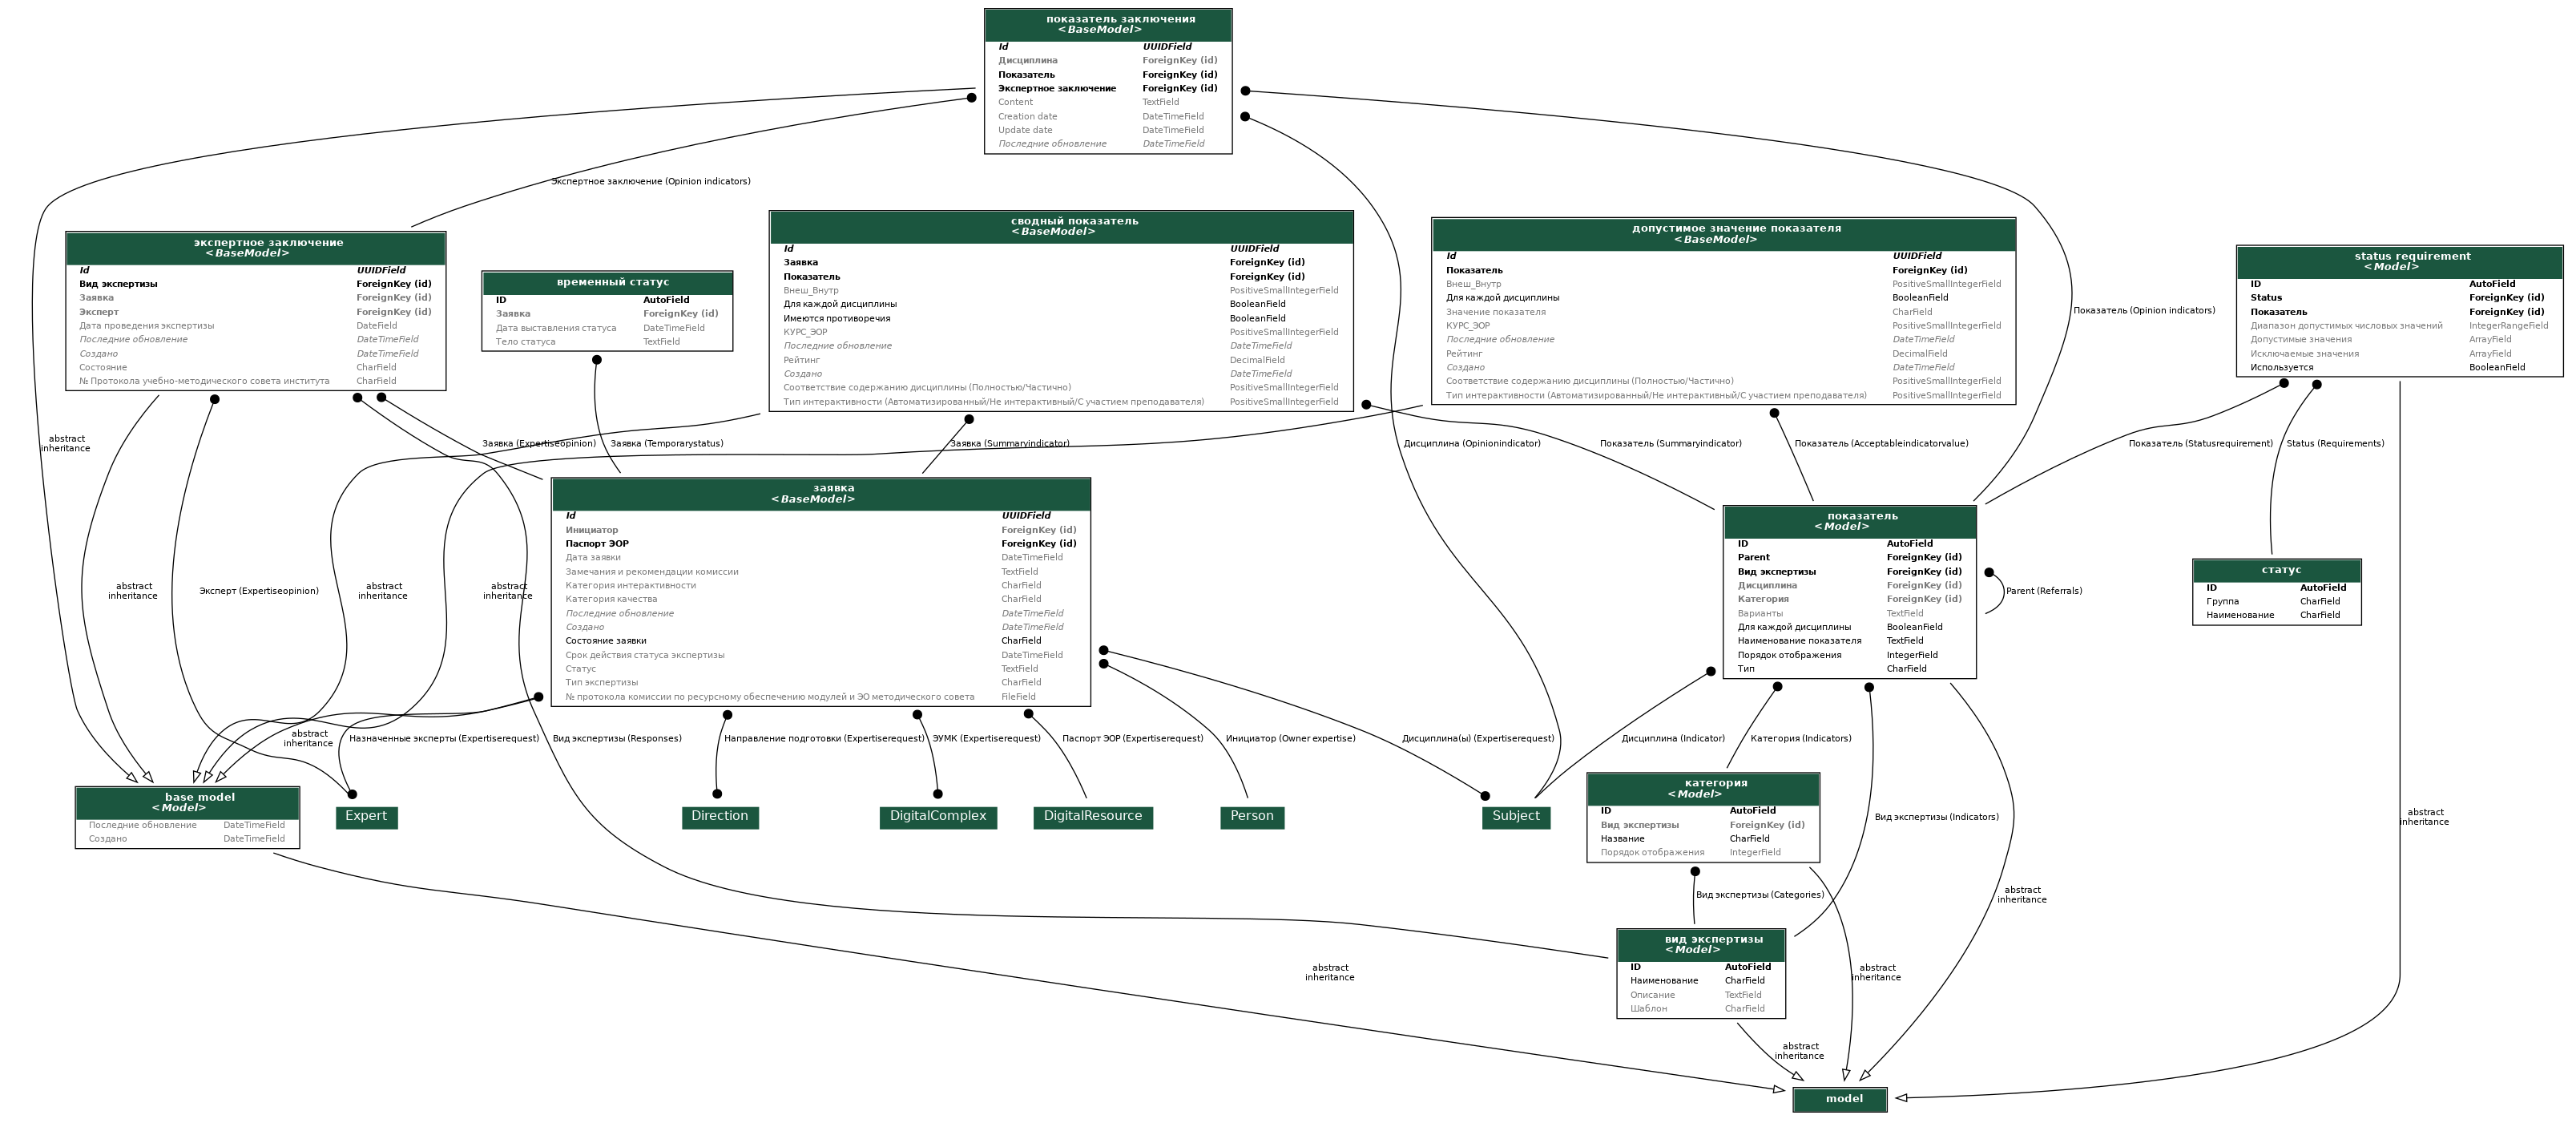 показатель заключения
<BaseModel>
Id UUIDField
Дисциплина ForeignKey (id)
Показатель ForeignKey (id)
Экспертное заключение ForeignKey (id)
Content TextField
Creation date DateTimeField
Update date DateTimeField
Последние обновление DateTimeField
Экспертное заключение (Opinion indicators)
экспертное заключение
<BaseModel>
Id UUIDField
Вид экспертизы ForeignKey (id)
Заявка ForeignKey (id)
Эксперт ForeignKey (id)
Дата проведения экспертизы DateField
Последние обновление DateTimeField
Создано DateTimeField
Состояние CharField
№ Протокола учебно-методического совета института CharField
временный статус
ID AutoField
Заявка ForeignKey (id)
Дата выставления статуса DateTimeField
Тело статуса TextField
сводный показатель
<BaseModel>
Id UUIDField
Заявка ForeignKey (id)
Показатель ForeignKey (id)
Внеш_Внутр PositiveSmallIntegerField
Для каждой дисциплины BooleanField
Имеются противоречия BooleanField
КУРС_ЭОР PositiveSmallIntegerField
Последние обновление DateTimeField
Рейтинг DecimalField
Создано DateTimeField
Соответствие содержанию дисциплины (Полностью/Частично) PositiveSmallIntegerField
Тип интерактивности (Автоматизированный/Не интерактивный/С участием преподавателя) PositiveSmallIntegerField
допустимое значение показателя
<BaseModel>
Id UUIDField
Показатель ForeignKey (id)
Внеш_Внутр PositiveSmallIntegerField
Для каждой дисциплины BooleanField
Значение показателя CharField
КУРС_ЭОР PositiveSmallIntegerField
Последние обновление DateTimeField
Рейтинг DecimalField
Создано DateTimeField
Соответствие содержанию дисциплины (Полностью/Частично) PositiveSmallIntegerField
Тип интерактивности (Автоматизированный/Не интерактивный/С участием преподавателя) PositiveSmallIntegerField
Показатель (Opinion indicators)
status requirement
<Model>
ID AutoField
Status ForeignKey (id)
Показатель ForeignKey (id)
Диапазон допустимых числовых значений IntegerRangeField
Допустимые значения ArrayField
Исключаемые значения ArrayField
Используется BooleanField
abstract
inheritance
Заявка (Expertiseopinion)
Заявка (Temporarystatus)
Заявка (Summaryindicator)
Дисциплина (Opinionindicator)
Показатель (Summaryindicator)
Показатель (Acceptableindicatorvalue)
Показатель (Statusrequirement)
Status (Requirements)
abstract
inheritance
Эксперт (Expertiseopinion)
abstract
inheritance
abstract
inheritance
заявка
<BaseModel>
Id UUIDField
Инициатор ForeignKey (id)
Паспорт ЭОР ForeignKey (id)
Дата заявки DateTimeField
Замечания и рекомендации комиссии TextField
Категория интерактивности CharField
Категория качества CharField
Последние обновление DateTimeField
Создано DateTimeField
Состояние заявки CharField
Срок действия статуса экспертизы DateTimeField
Статус TextField
Тип экспертизы CharField
№ протокола комиссии по ресурсному обеспечению модулей и ЭО методического совета FileField
показатель
<Model>
ID AutoField
Parent ForeignKey (id)
Вид экспертизы ForeignKey (id)
Дисциплина ForeignKey (id)
Категория ForeignKey (id)
Варианты TextField
Для каждой дисциплины BooleanField
Наименование показателя TextField
Порядок отображения IntegerField
Тип CharField
Parent (Referrals)
статус
ID AutoField
Группа CharField
Наименование CharField
abstract
inheritance
Назначенные эксперты (Expertiserequest)
Вид экспертизы (Responses)
Направление подготовки (Expertiserequest)
ЭУМК (Expertiserequest)
Паспорт ЭОР (Expertiserequest)
Инициатор (Owner expertise)
Дисциплина(ы) (Expertiserequest)
Дисциплина (Indicator)
Категория (Indicators)
base model
<Model>
Последние обновление DateTimeField
Создано DateTimeField
Expert
Direction
DigitalComplex
DigitalResource
Person
Subject
категория
<Model>
ID AutoField
Вид экспертизы ForeignKey (id)
Название CharField
Порядок отображения IntegerField
Вид экспертизы (Indicators)
abstract
inheritance
Вид экспертизы (Categories)
abstract
inheritance
вид экспертизы
<Model>
ID AutoField
Наименование CharField
Описание TextField
Шаблон CharField
abstract
inheritance
abstract
inheritance
abstract
inheritance
model